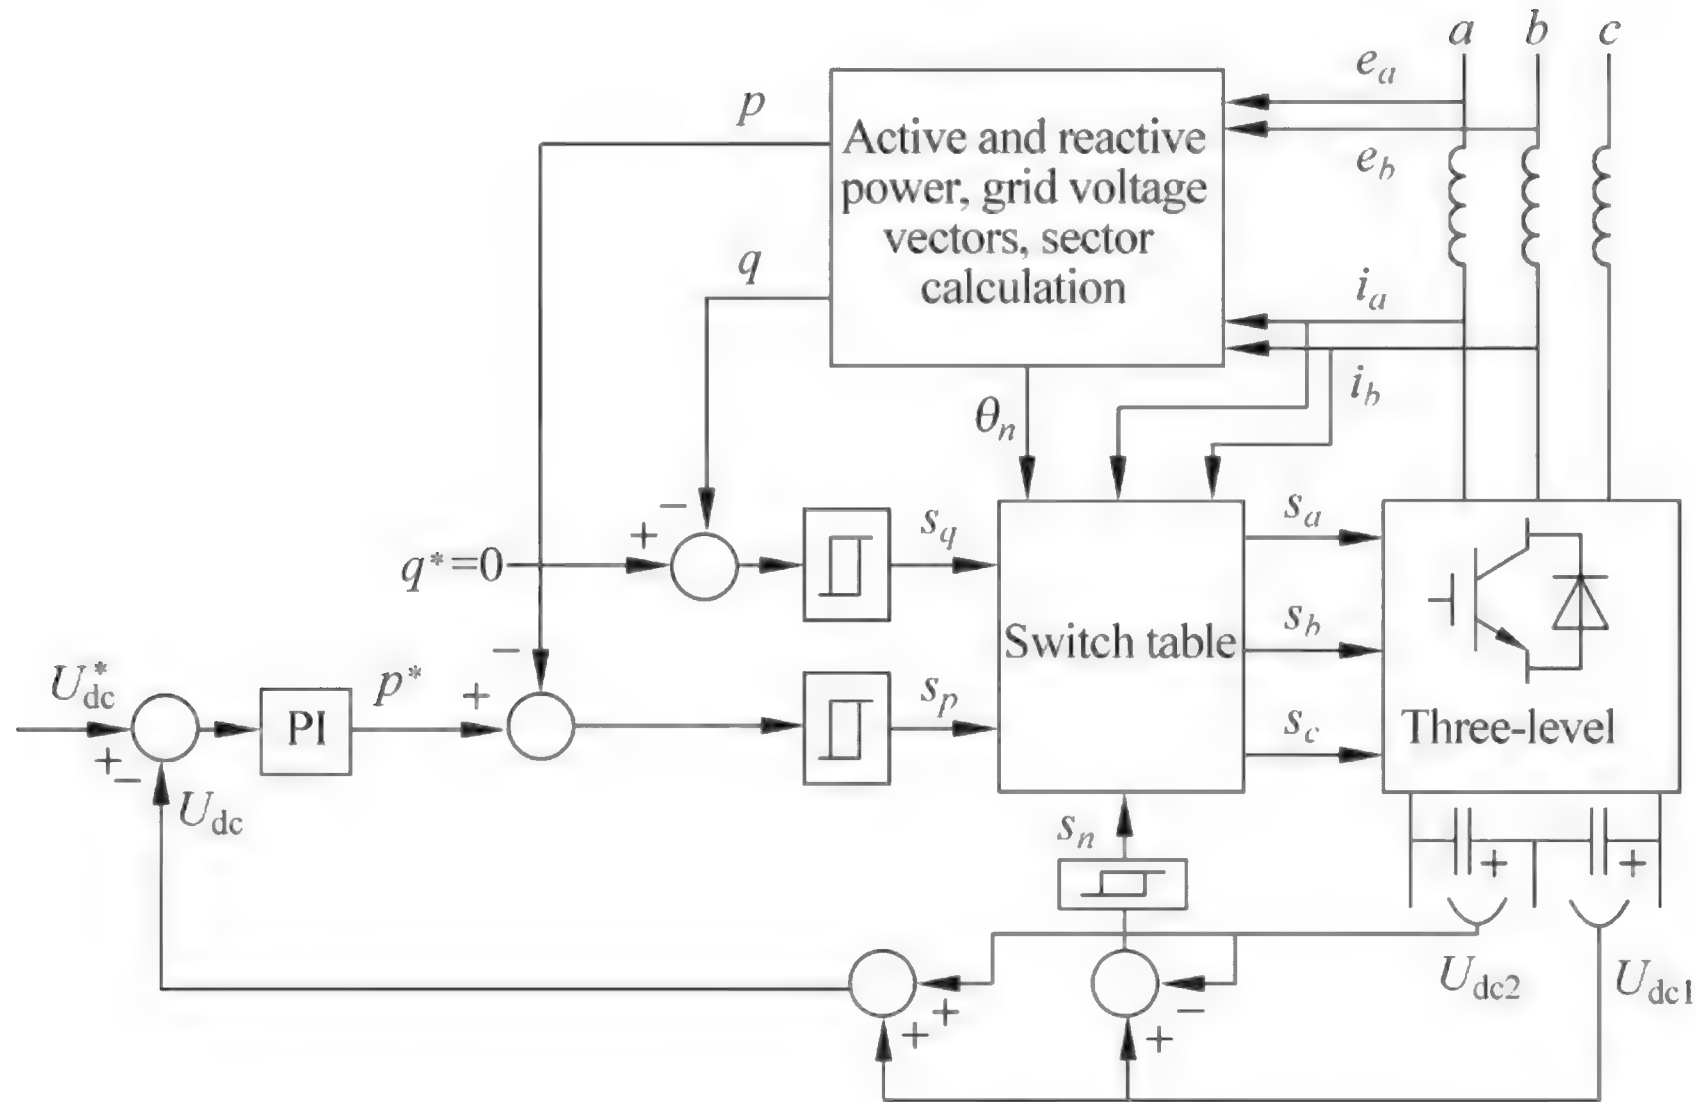 a b c
e_a
p
Active and reactive
power, grid voltage
vectors, sector
calculation
e_b
q
i_a
i_b
θ_n
−
+
q*=0
s_q
s_a
−
s_b
Switch table
U*_dc
p*
+
s_p
s_c
PI
Three-level
+
−
U_dc
s_n
+
+
U_dc2
U_dc1
+
−
+
+